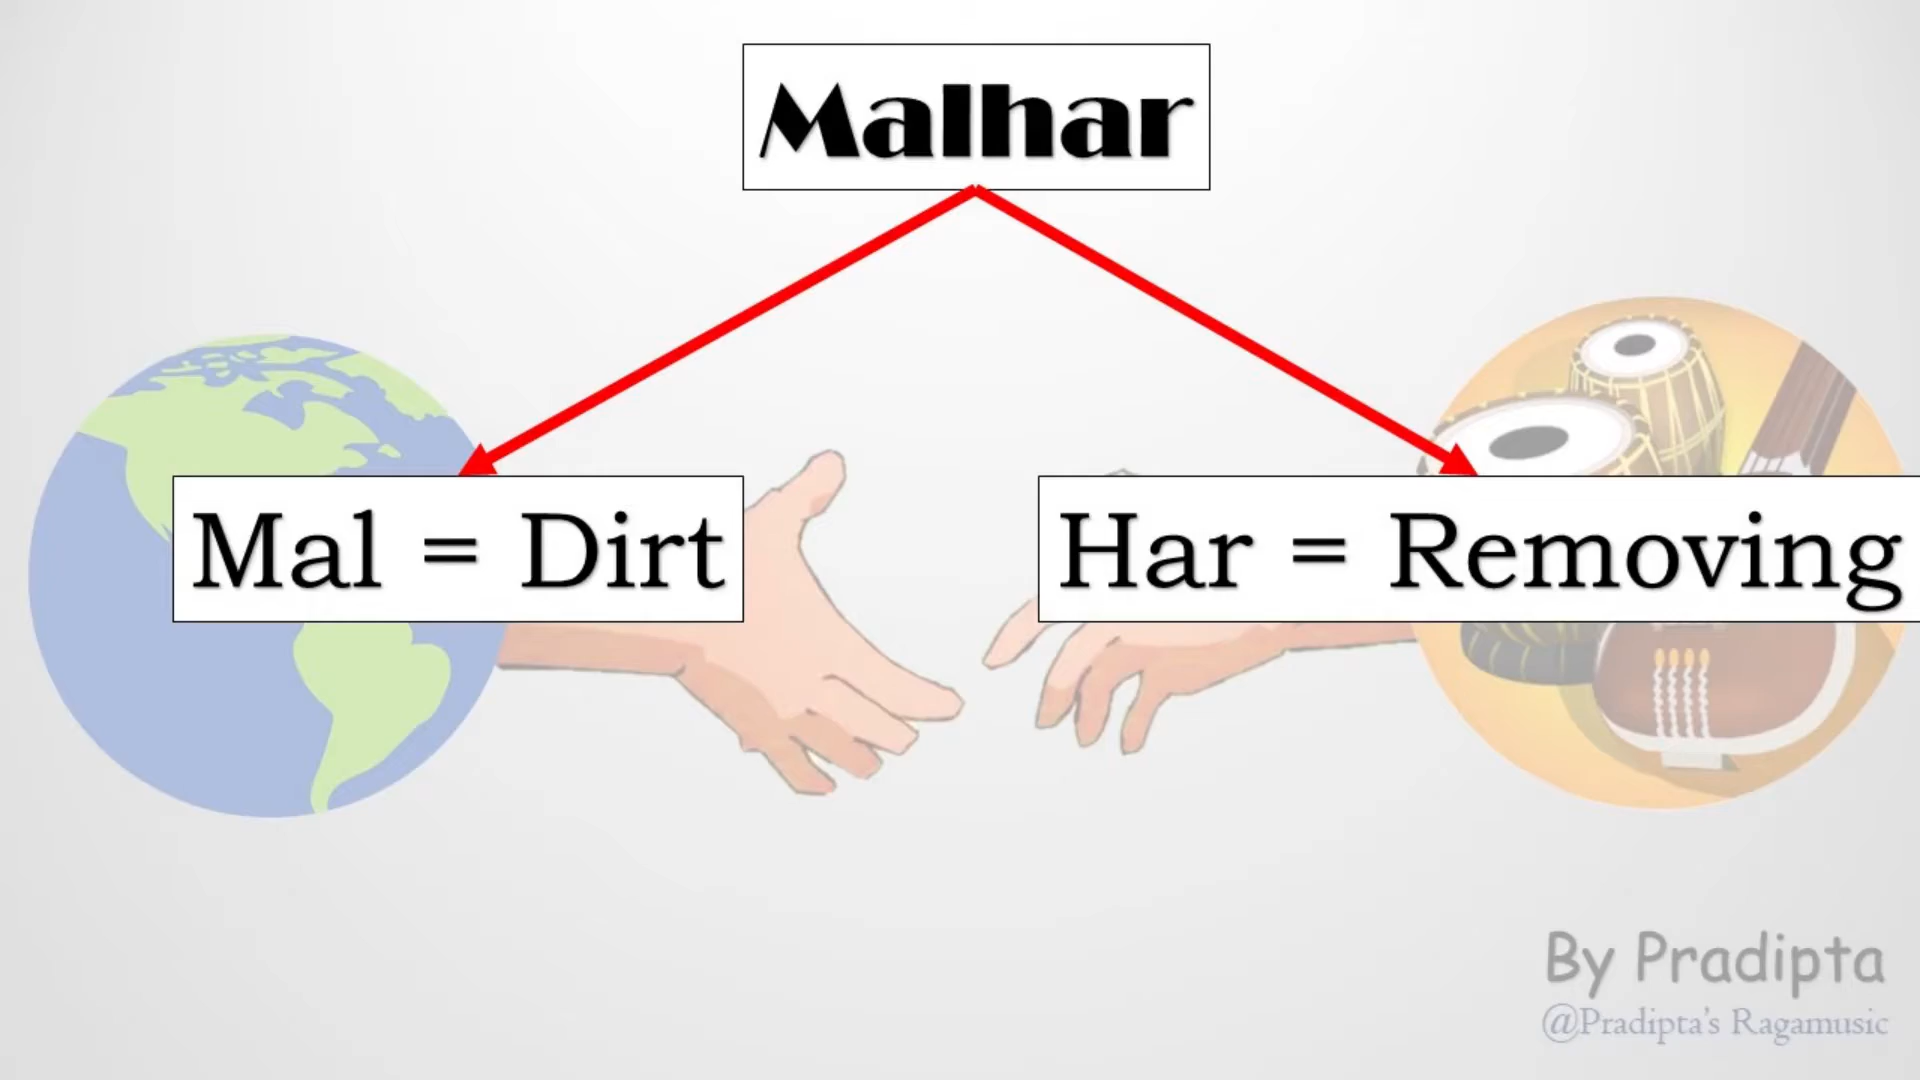 Malhar
Mal = Dirt
Har = Removing
By Pradipta
@Pradipta's Ragamusic